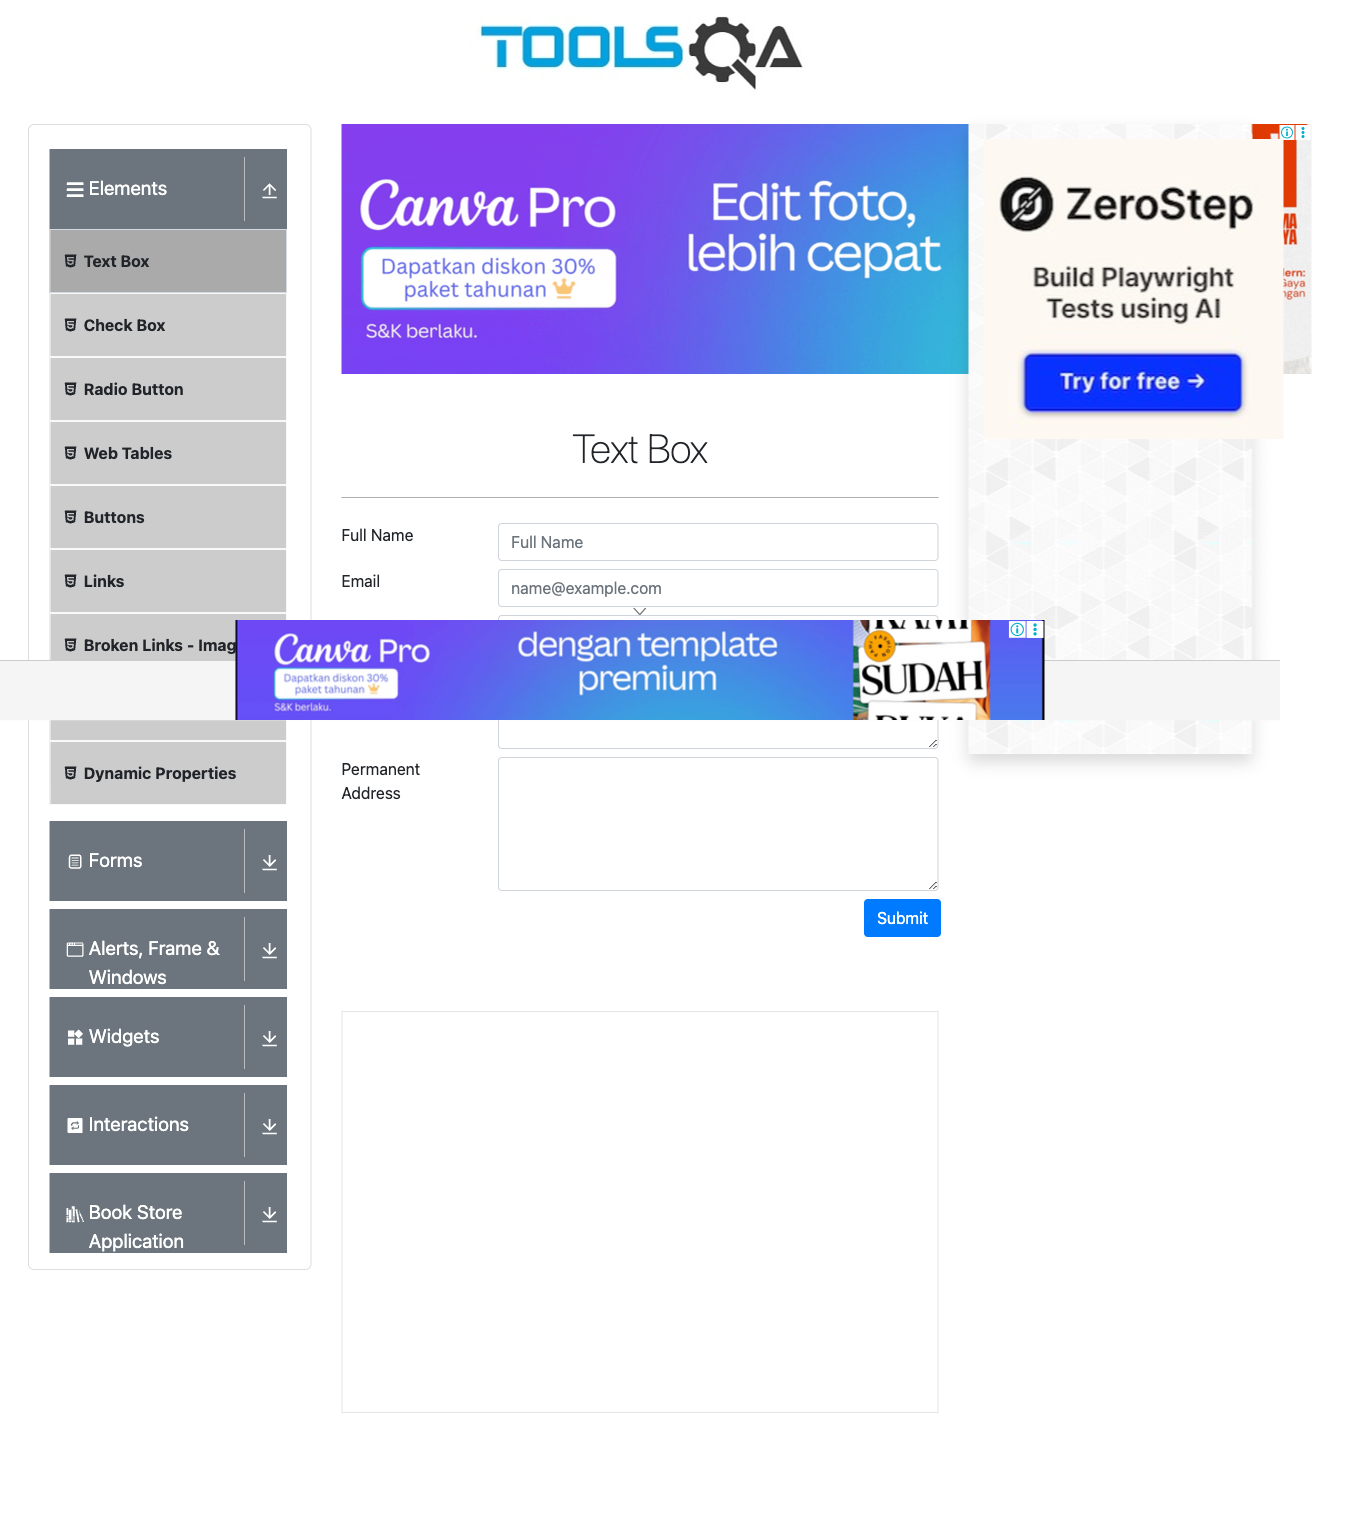 TOOLSQA
Elements
Text Box
Check Box
Radio Button
Web Tables
Buttons
Links
Broken Links - Imag
Dynamic Properties
Forms
Alerts, Frame &
Windows
Widgets
Interactions
Book Store
Application
Canva Pro
Dapatkan diskon 30%
paket tahunan
S&K berlaku.
Edit foto,
lebih cepat
ZeroStep
Build Playwright
Tests using AI
Try for free →
Text Box
Full Name
Full Name
Email
name@example.com
Canva Pro
Dapatkan diskon 30%
paket tahunan
S&K berlaku.
dengan template
premium
SUDAH
Permanent
Address
Submit